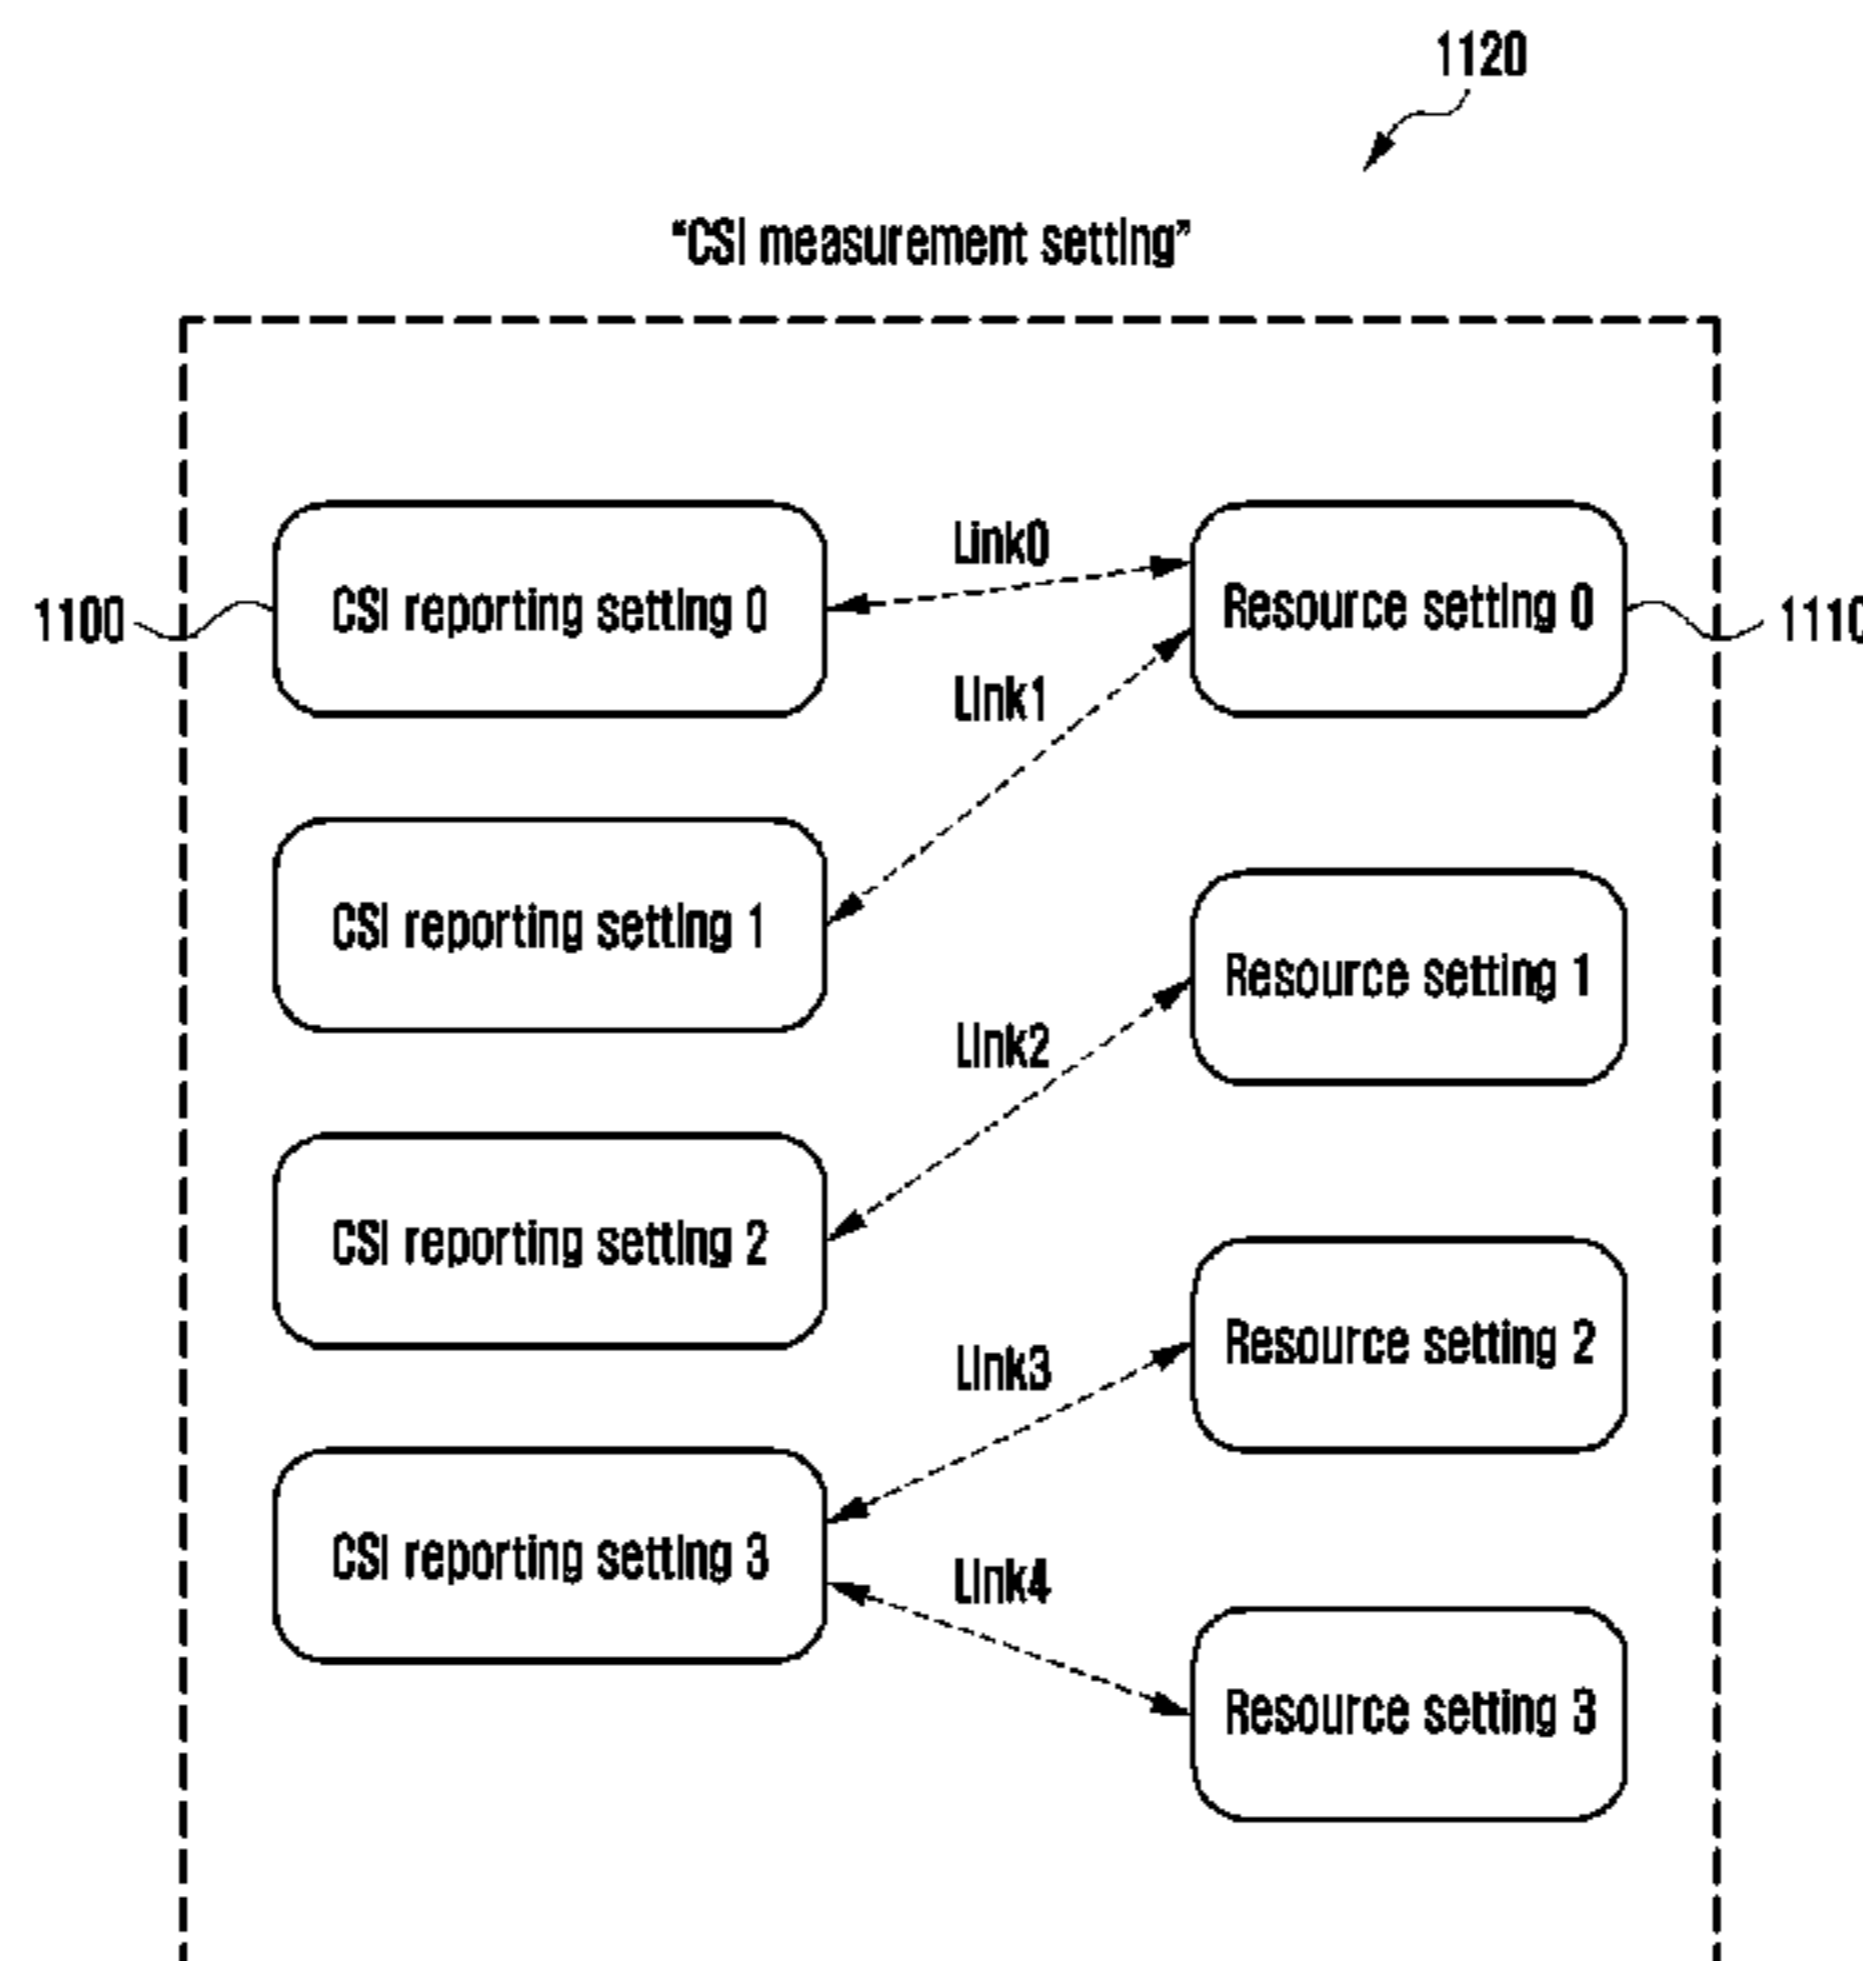 1120
“CSI measurement setting”
Link0
CSI reporting setting 0
Resource setting 0
1100
1110
Link1
CSI reporting setting 1
Resource setting 1
Link2
CSI reporting setting 2
Resource setting 2
Link3
CSI reporting setting 3
Link4
Resource setting 3